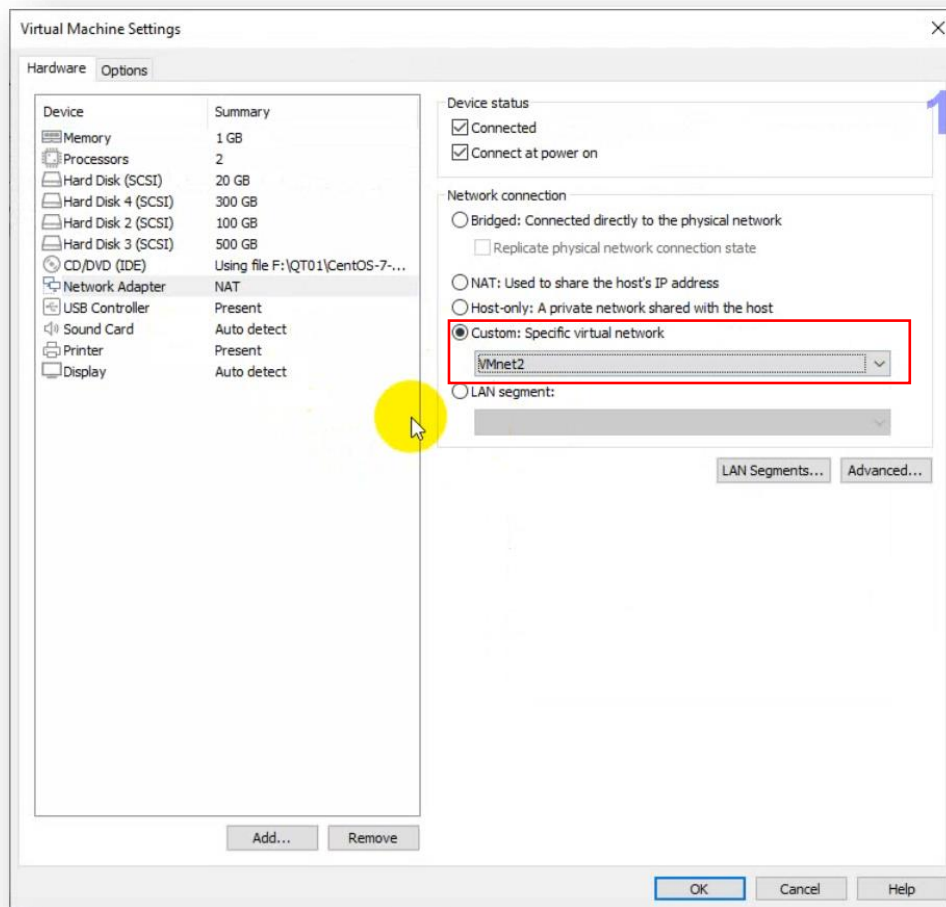 Virtual Machine Settings
Hardware Options
Device Summary
Memory 1 GB
Processors 2
Hard Disk (SCSI) 20 GB
Hard Disk 4 (SCSI) 300 GB
Hard Disk 2 (SCSI) 100 GB
Hard Disk 3 (SCSI) 500 GB
CD/DVD (IDE) Using file F:\QT01\CentOS-7-...
Network Adapter NAT
USB Controller Present
Sound Card Auto detect
Printer Present
Display Auto detect
Add... Remove
Device status
1
Connected
Connect at power on
Network connection
Bridged: Connected directly to the physical network
Replicate physical network connection state
NAT: Used to share the host's IP address
Host-only: A private network shared with the host
Custom: Specific virtual network
VMnet2
LAN segment:
LAN Segments... Advanced...
OK Cancel Help